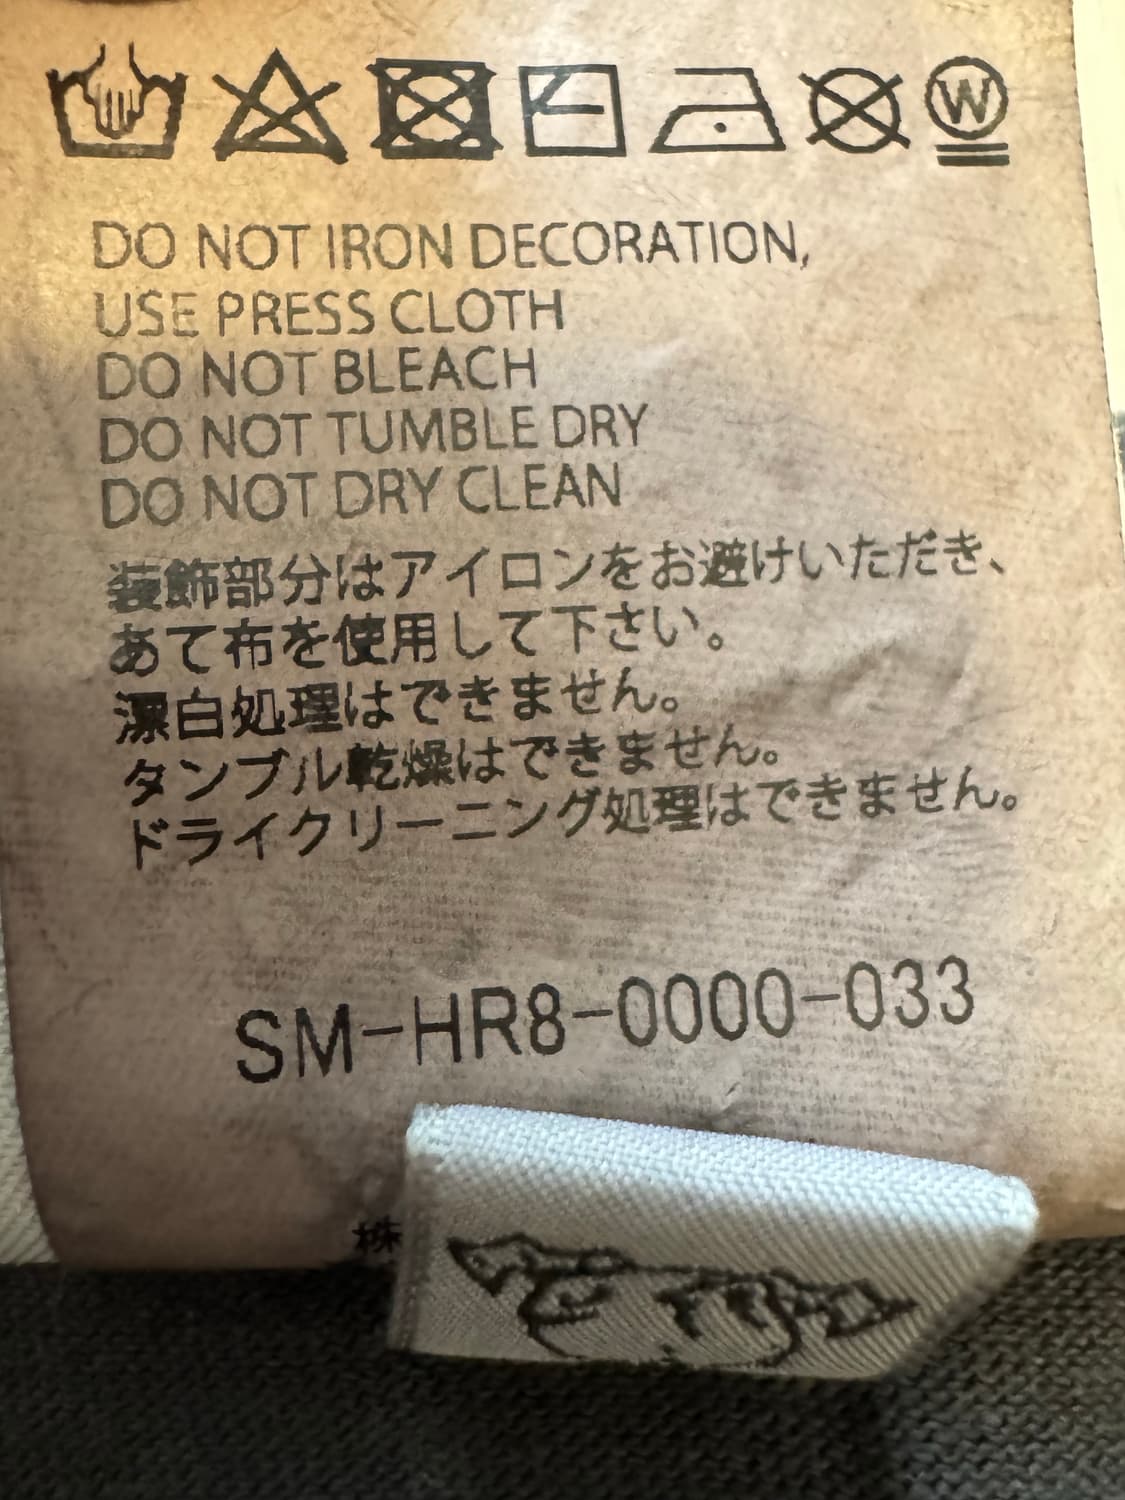 W
DO NOT IRON DECORATION,
USE PRESS CLOTH
DO NOT BLEACH
DO NOT TUMBLE DRY
DO NOT DRY CLEAN
装飾部分はアイロンをお避けいただき、
あて布を使用して下さい。
漂白処理はできません。
タンブル乾燥はできません。
ドライクリーニング処理はできません。
SM-HR8-0000-033
株